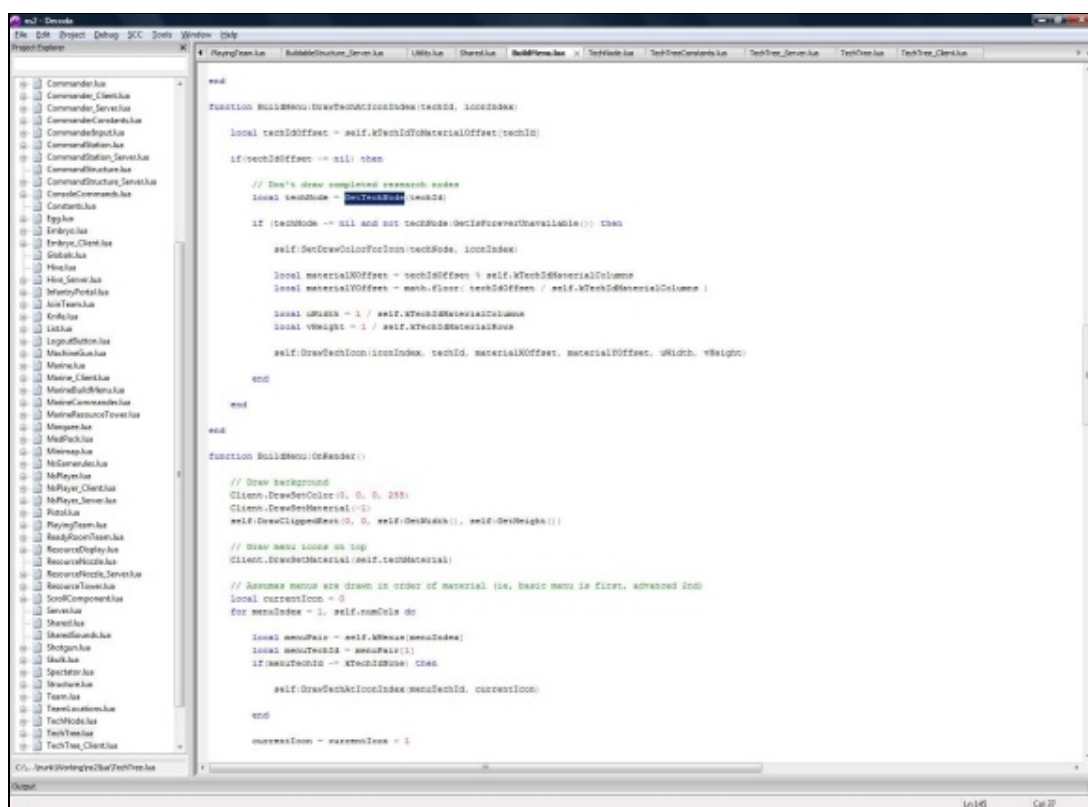 ns2 - Decoda
File Edit Project Debug SCC Tools Window Help
Project Explorer
PlayingTeam.lua BuildableStructure_Server.lua Utility.lua Shared.lua BuildMenu.lua TechNode.lua TechTreeConstants.lua TechTree_Server.lua TechTree.lua TechTree_Client.lua
Commander.lua
Commander_Client.lua
Commander_Server.lua
CommanderConstants.lua
CommanderInput.lua
CommandStation.lua
CommandStation_Server.lua
CommandStructure.lua
CommandStructure_Server.lua
ConsoleCommands.lua
Constants.lua
Egg.lua
Embryo.lua
Embryo_Client.lua
Globals.lua
Hive.lua
Hive_Server.lua
InfantryPortal.lua
JoinTeam.lua
Knife.lua
List.lua
LogoutButton.lua
MachineGun.lua
Marine.lua
Marine_Client.lua
MarineBuildMenu.lua
MarineCommander.lua
MarineResourceTower.lua
Marquee.lua
MedPack.lua
Minimap.lua
NsGamerules.lua
NsPlayer.lua
NsPlayer_Client.lua
NsPlayer_Server.lua
Pistol.lua
PlayingTeam.lua
ReadyRoomTeam.lua
ResourceDisplay.lua
ResourceNozzle.lua
ResourceNozzle_Server.lua
ResourceTower.lua
ScrollComponent.lua
Server.lua
Shared.lua
SharedSounds.lua
Shotgun.lua
Skulk.lua
Spectator.lua
Structure.lua
Team.lua
TeamLocations.lua
TechNode.lua
TechTree.lua
TechTree_Client.lua
C:\...\trunk\Working\ns2\lua\TechTree.lua
end
function BuildMenu:DrawTechAtIconIndex(techId, iconIndex)
local techIdOffset = self.kTechIdToMaterialOffset[techId]
if(techIdOffset ~= nil) then
// Don't draw completed research nodes
local techNode = GetTechNode(techId)
if (techNode ~= nil and not techNode:GetIsForeverUnavailable()) then
self:SetDrawColorForIcon(techNode, iconIndex)
local materialXOffset = techIdOffset % self.kTechIdMaterialColumns
local materialYOffset = math.floor( techIdOffset / self.kTechIdMaterialColumns )
local uWidth = 1 / self.kTechIdMaterialColumns
local vHeight = 1 / self.kTechIdMaterialRows
self:DrawTechIcon(iconIndex, techId, materialXOffset, materialYOffset, uWidth, vHeight)
end
end
end
function BuildMenu:OnRender()
// Draw background
Client.DrawSetColor(0, 0, 0, 255)
Client.DrawSetMaterial(-1)
self:DrawClippedRect(0, 0, self:GetWidth(), self:GetHeight())
// Draw menu icons on top
Client.DrawSetMaterial(self.techMaterial)
// Assumes menus are drawn in order of material (ie, basic menu is first, advanced 2nd)
local currentIcon = 0
for menuIndex = 1, self.numCols do
local menuPair = self.kMenus[menuIndex]
local menuTechId = menuPair[1]
if(menuTechId ~= kTechIdNone) then
self:DrawTechAtIconIndex(menuTechId, currentIcon)
end
currentIcon = currentIcon + 1
Output
Ln 145 Col 37